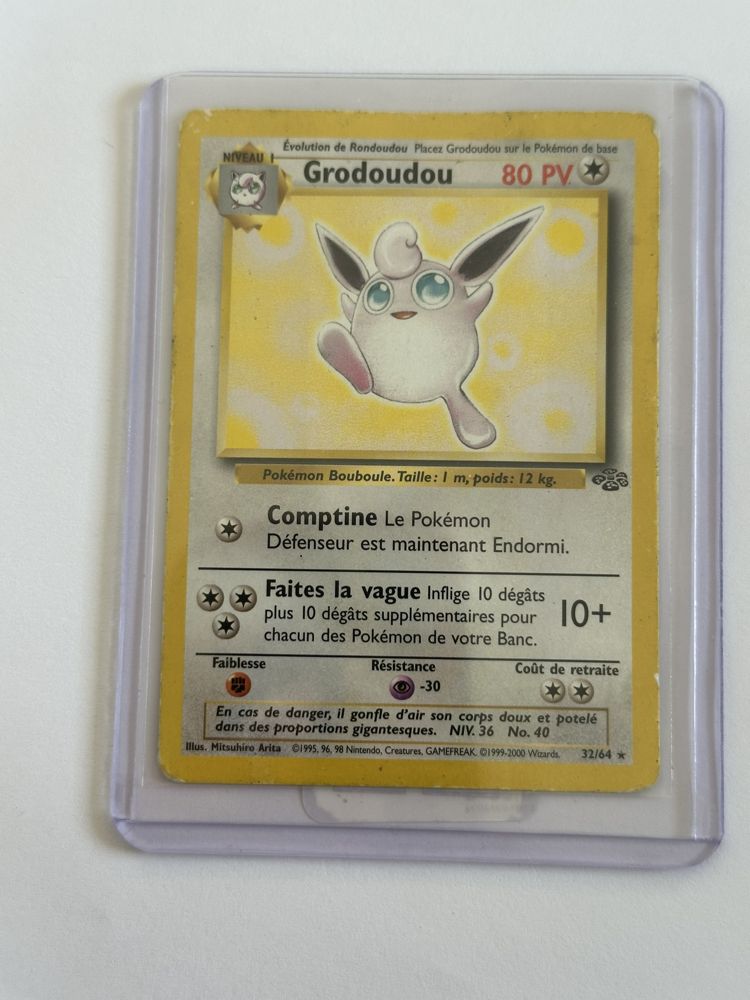 Évolution de Rondoudou Placez Grodoudou sur le Pokémon de base
NIVEAU 1
Grodoudou 80 PV
Pokémon Bouboule. Taille : 1 m, poids : 12 kg.
Comptine Le Pokémon
Défenseur est maintenant Endormi.
Faites la vague Inflige 10 dégâts
plus 10 dégâts supplémentaires pour
chacun des Pokémon de votre Banc.
10+
Faiblesse Résistance Coût de retraite
-30
En cas de danger, il gonfle d'air son corps doux et potelé
dans des proportions gigantesques. NIV. 36 No. 40
Illus. Mitsuhiro Arita ©1995, 96, 98 Nintendo, Creatures, GAMEFREAK. ©1999-2000 Wizards. 32/64 ★